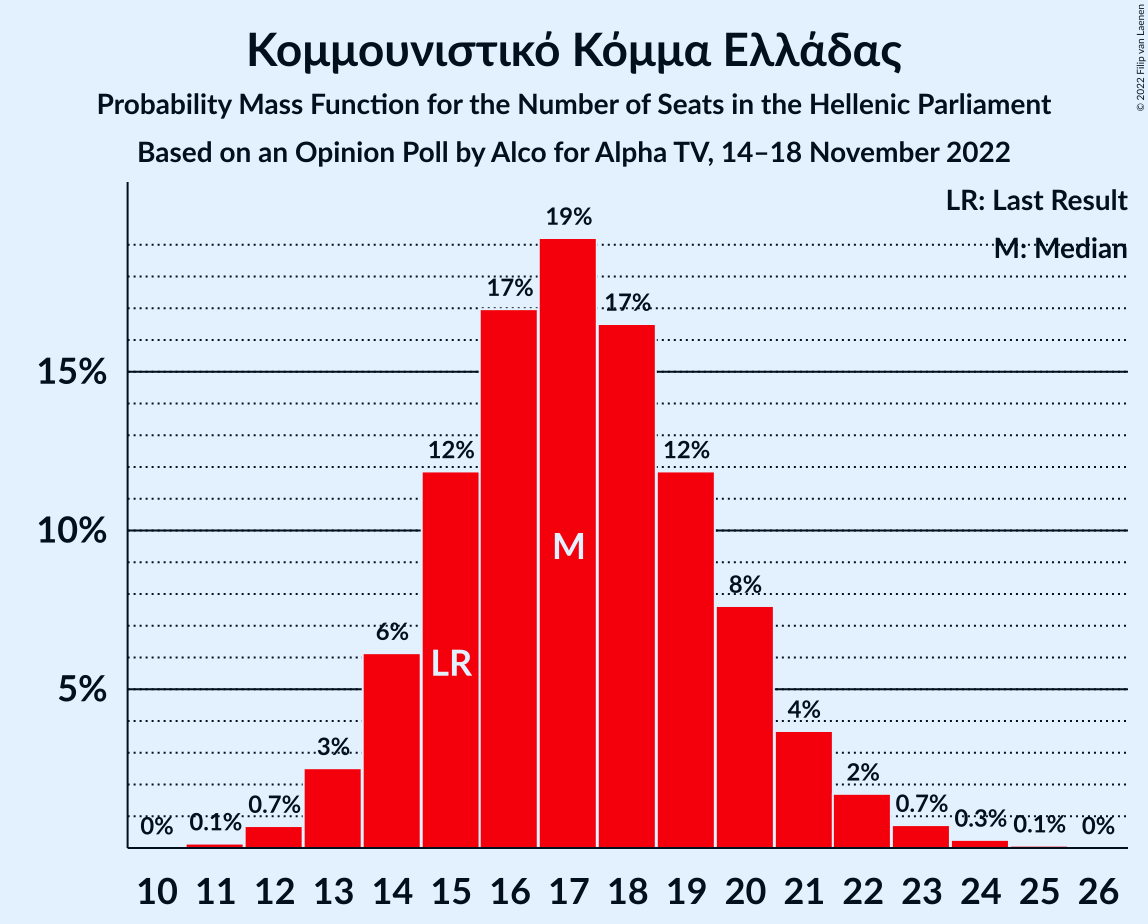 Κομμουνιστικό Κόμμα Ελλάδας
Probability Mass Function for the Number of Seats in the Hellenic Parliament
Based on an Opinion Poll by Alco for Alpha TV, 14–18 November 2022
© 2022 Filip van Laenen
LR: Last Result
M: Median
15%
10%
5%
0%
0.1%
0.7%
3%
6%
12%
17%
19%
17%
12%
8%
4%
2%
0.7%
0.3%
0.1%
0%
LR
M
10 11 12 13 14 15 16 17 18 19 20 21 22 23 24 25 26